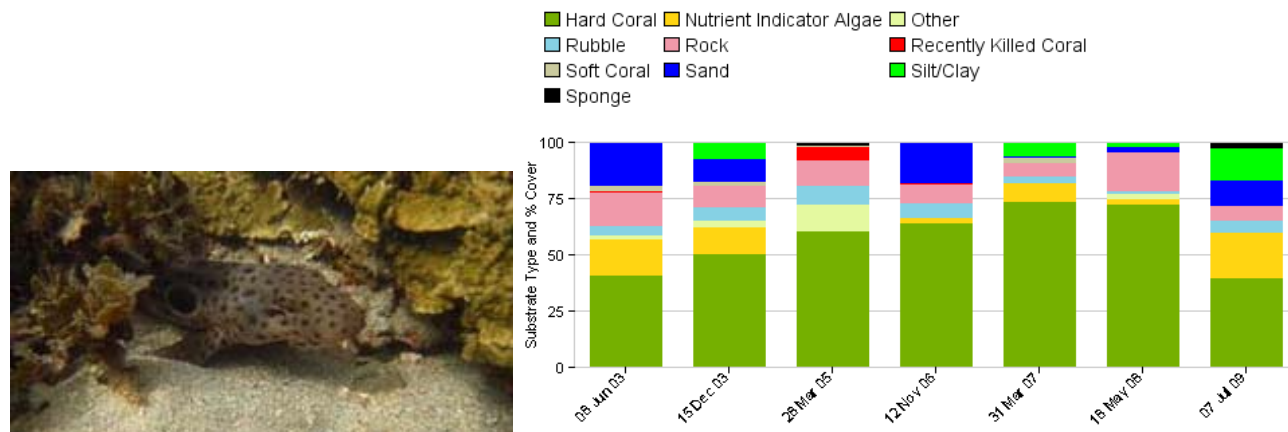 Hard Coral Nutrient Indicator Algae Other
Rubble Rock Recently Killed Coral
Soft Coral Sand Silt/Clay
Sponge
Substrate Type and % Cover
100
75
50
25
0
08 Jun 03 15 Dec 03 28 Mar 05 12 Nov 06 31 Mar 07 18 May 08 07 Jul 09